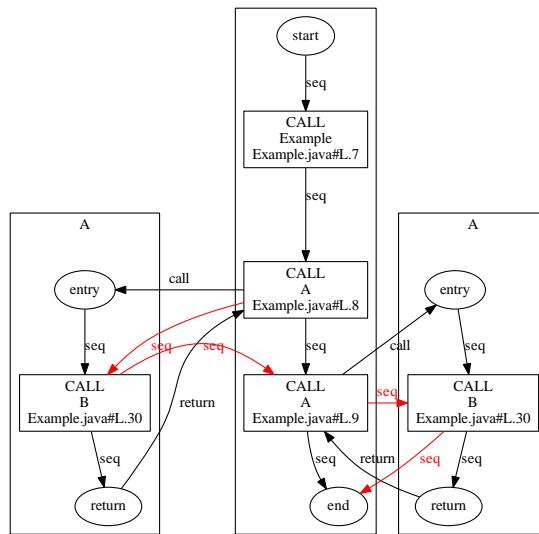 start
seq
CALL
Example
Example.java#L.7
seq
A
A
entry
call
CALL
A
Example.java#L.8
entry
seq
seq
seq
seq
call
seq
CALL
B
Example.java#L.30
return
CALL
A
Example.java#L.9
seq
CALL
B
Example.java#L.30
seq
seq
return
seq
seq
return
end
return